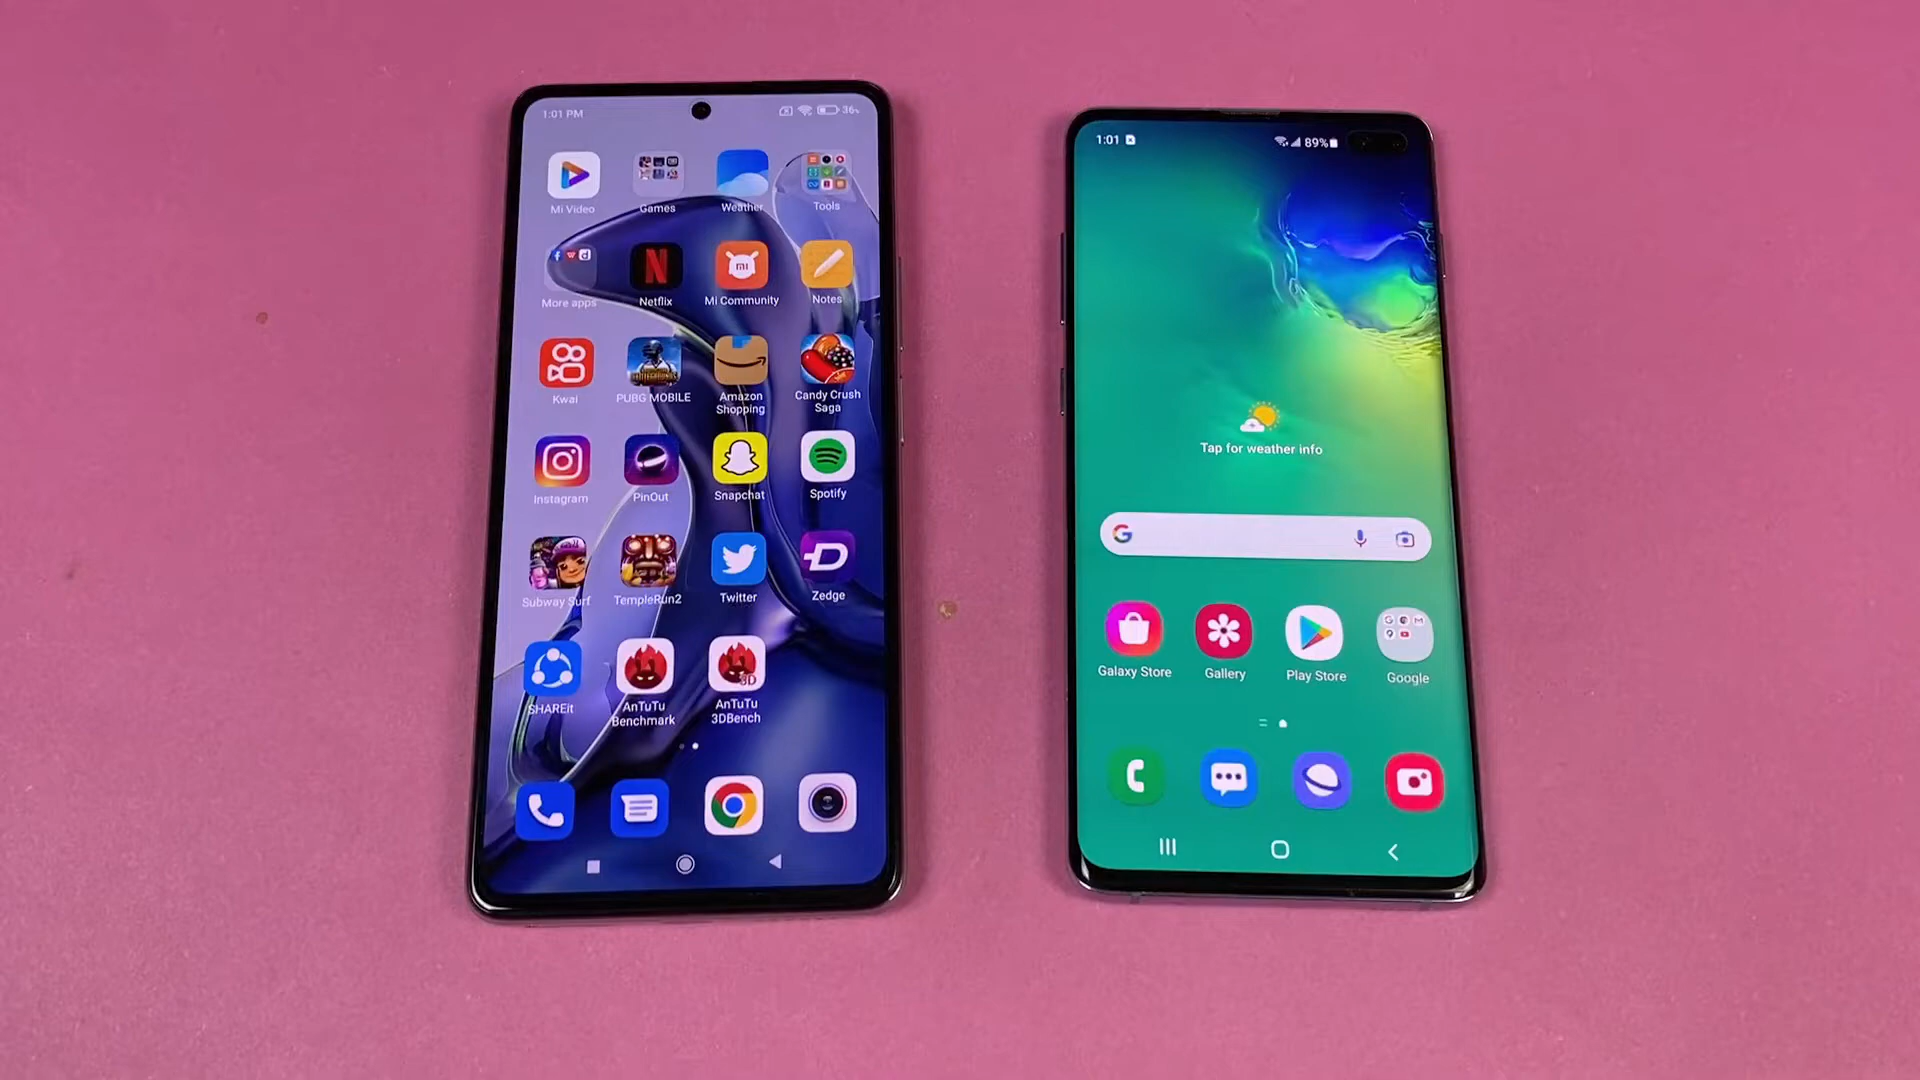 1:01 PM
36%
Mi Video
Games
Weather
Tools
More apps
Netflix
Mi Community
Notes
Kwai
PUBG MOBILE
Amazon
Shopping
Candy Crush
Saga
Instagram
PinOut
Snapchat
Spotify
Subway Surf
TempleRun2
Twitter
Zedge
SHAREit
AnTuTu
Benchmark
3D
AnTuTu
3DBench
1:01
89%
Tap for weather info
Galaxy Store
Gallery
Play Store
Google